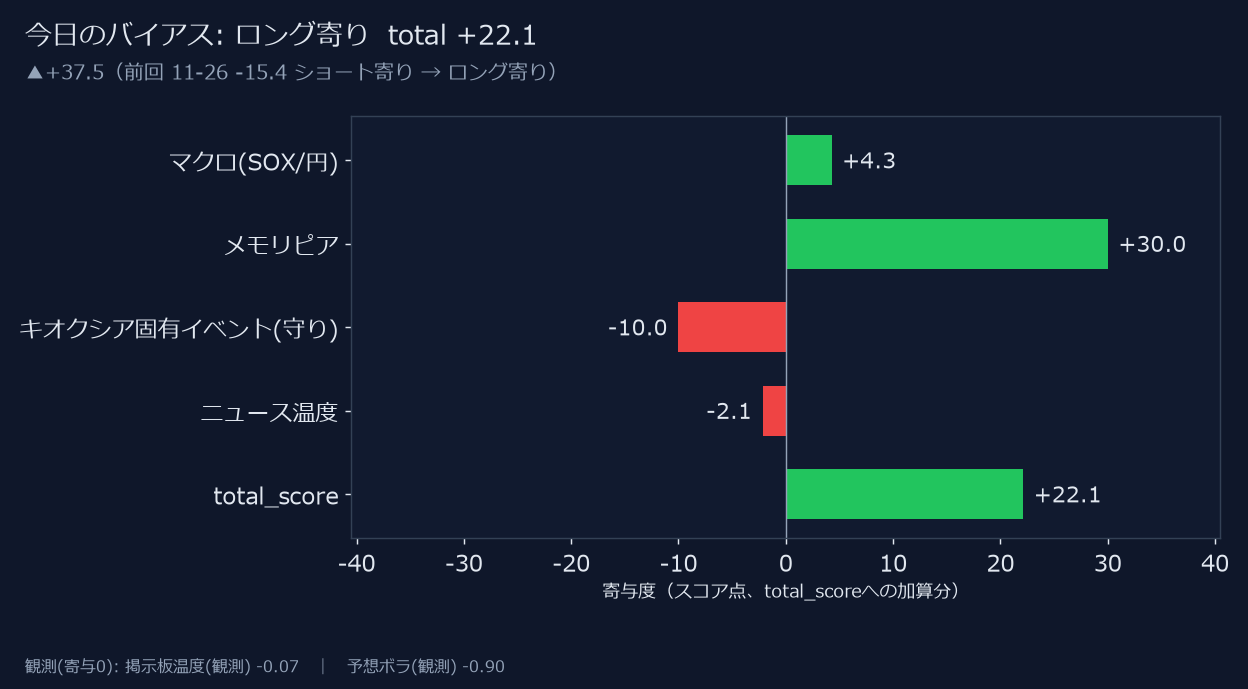 今日のバイアス: ロング寄り  total +22.1
▲+37.5（前回 11-26 -15.4 ショート寄り → ロング寄り）
マクロ(SOX/円)
+4.3
メモリピア
+30.0
キオクシア固有イベント(守り)
-10.0
ニュース温度
-2.1
total_score
+22.1
-40 -30 -20 -10 0 10 20 30 40
寄与度（スコア点、total_scoreへの加算分）
観測(寄与0): 掲示板温度(観測) -0.07 ｜ 予想ボラ(観測) -0.90